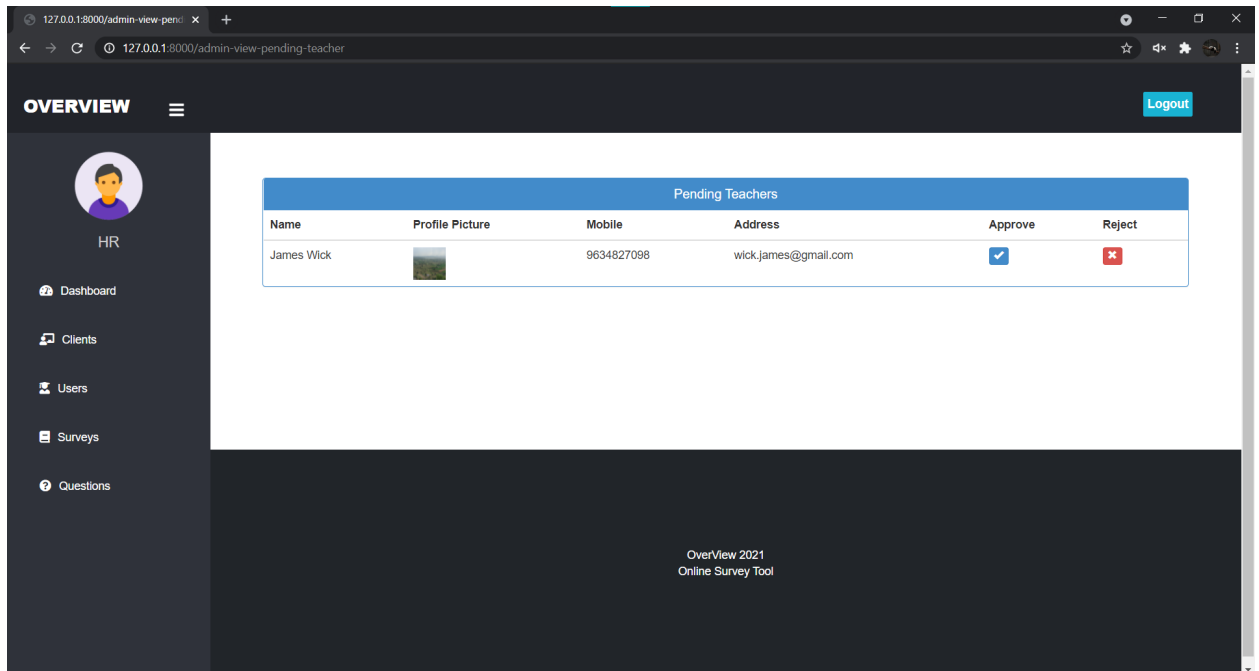 127.0.0.1:8000/admin-view-pend
127.0.0.1:8000/admin-view-pending-teacher
OVERVIEW
Logout
HR
Dashboard
Clients
Users
Surveys
Questions
Pending Teachers
Name Profile Picture Mobile Address Approve Reject
James Wick 9634827098 wick.james@gmail.com
OverView 2021
Online Survey Tool